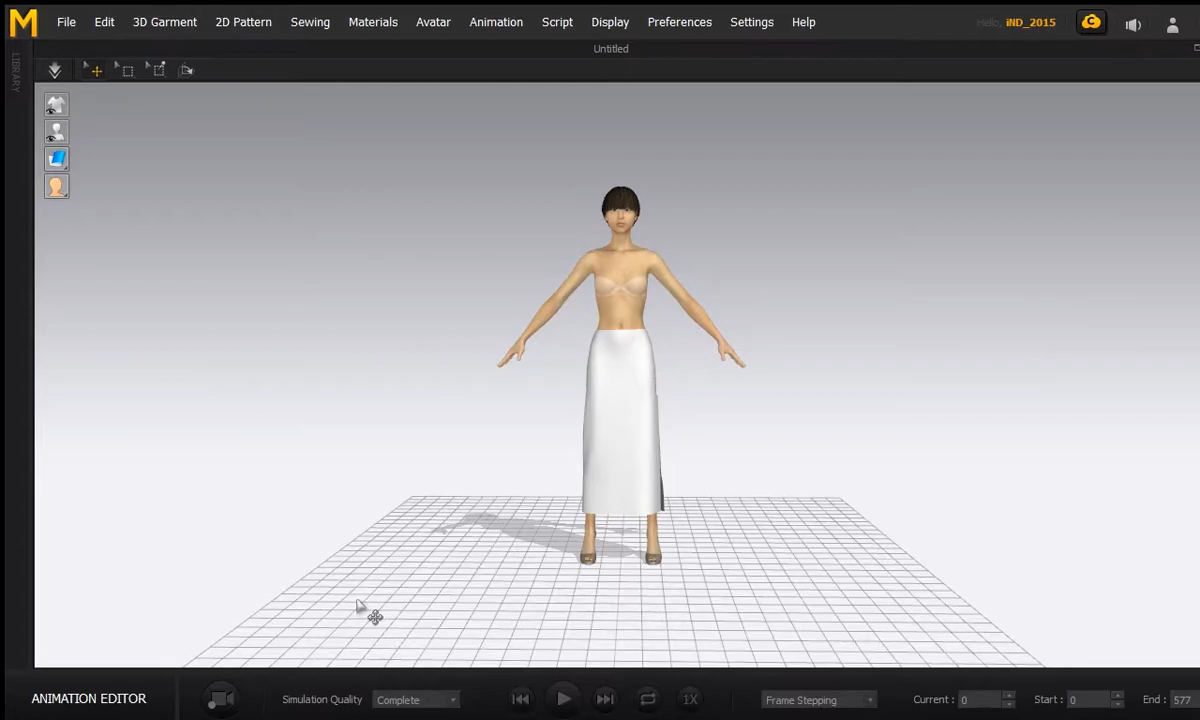 M File Edit 3D Garment 2D Pattern Sewing Materials Avatar Animation Script Display Preferences Settings Help Hello, iND_2015
Untitled
LIBRARY
ANIMATION EDITOR Simulation Quality Complete 1X Frame Stepping Current : 0 Start : 0 End : 577